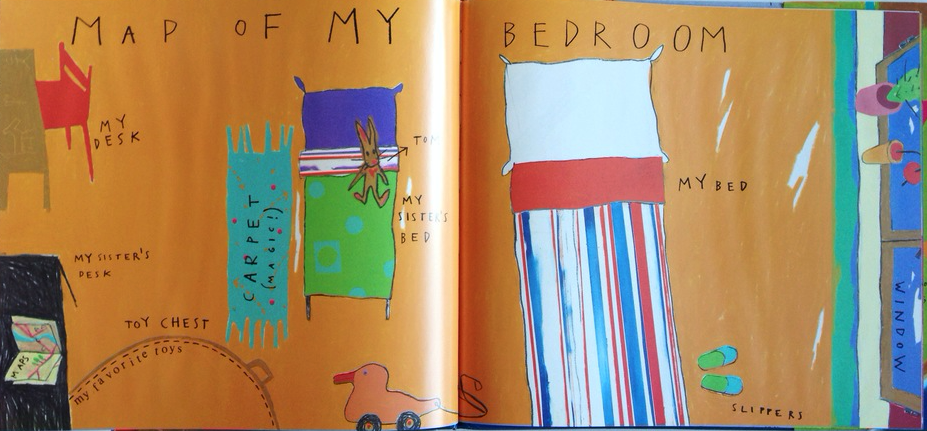 MAP OF MY BEDROOM
MY
DESK
MY SISTER'S
DESK
MAPS
TOY CHEST
my favorite toys
CARPET
(MAGIC!)
MY
SISTER'S
BED
MY BED
SLIPPERS
WINDOW